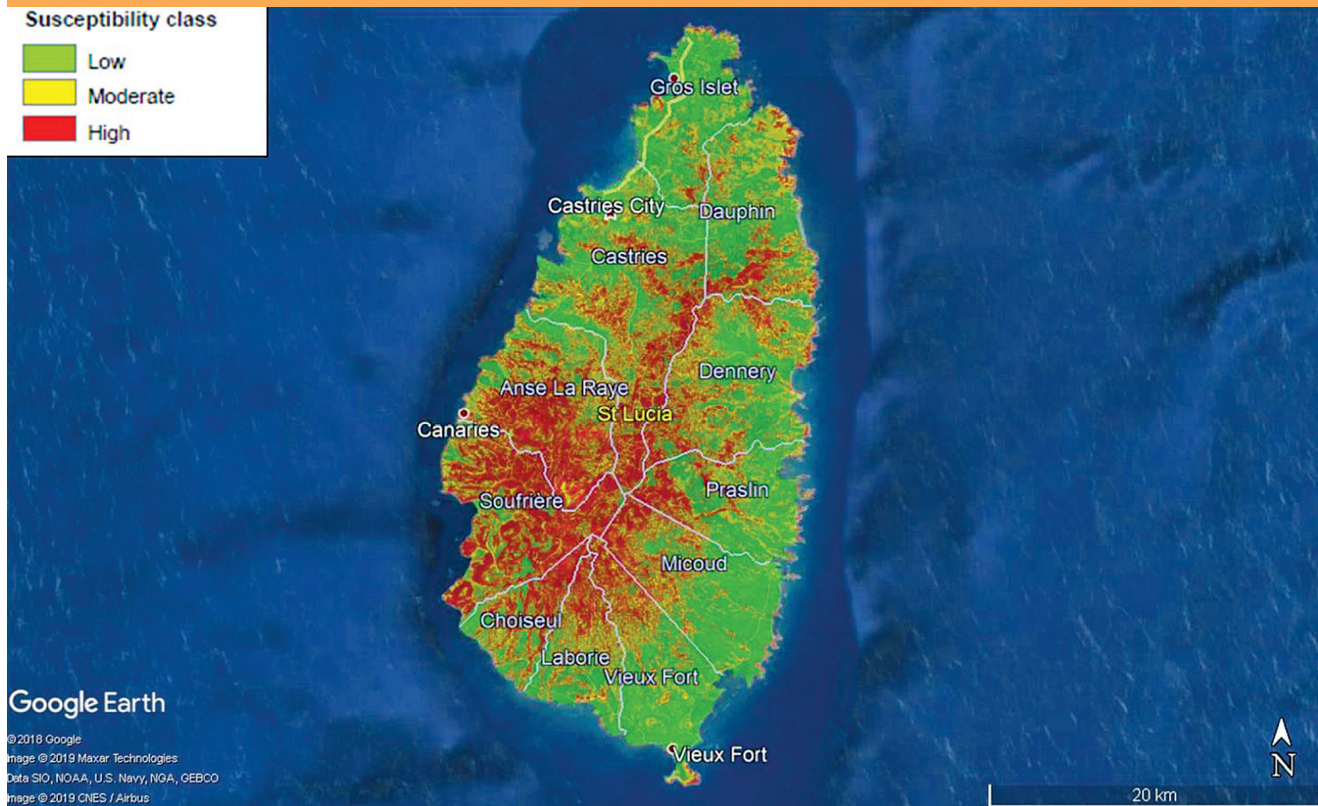 Susceptibility class
Low
Moderate
High
Gros Islet
Castries City
Dauphin
Castries
Dennery
Anse La Raye
St Lucia
Canaries
Praslin
Soufrière
Micoud
Choiseul
Laborie
Vieux Fort
Vieux Fort
Google Earth
©2018 Google
Image © 2019 Maxar Technologies
Data SIO, NOAA, U.S. Navy, NGA, GEBCO
Image © 2019 CNES / Airbus
N
20 km